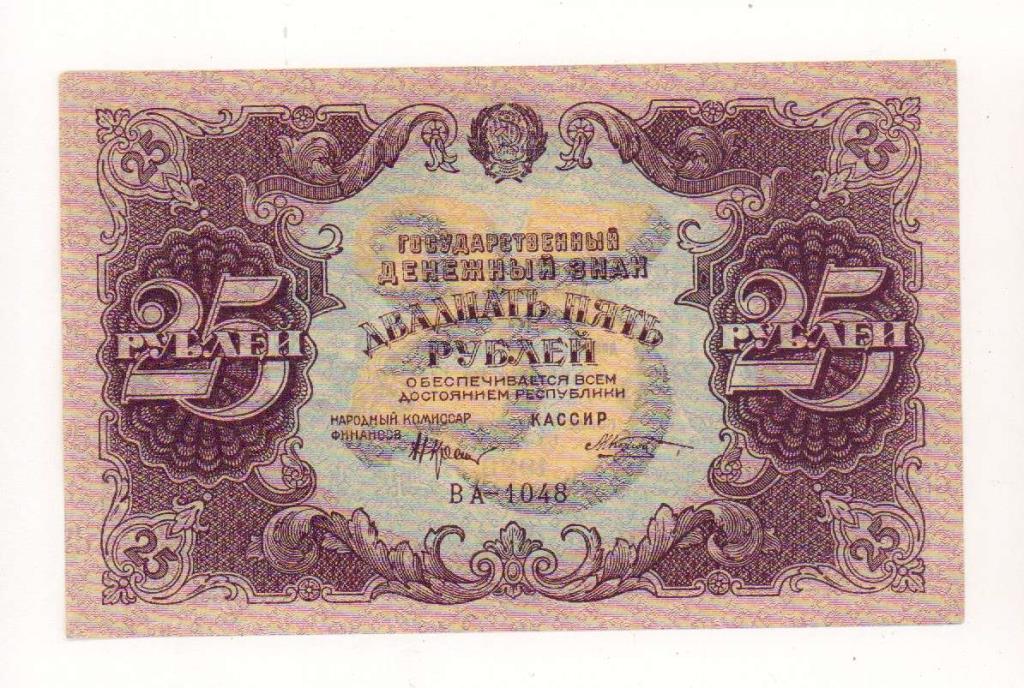 25
25
ГОСУДАРСТВЕННЫЙ
ДЕНЕЖНЫЙ ЗНАК
25 РУБЛЕЙ
25 РУБЛЕЙ
ДВАДЦАТЬ ПЯТЬ
РУБЛЕЙ
ОБЕСПЕЧИВАЕТСЯ ВСЕМ
ДОСТОЯНИЕМ РЕСПУБЛИКИ
НАРОДНЫЙ КОМИССАР
ФИНАНСОВ
КАССИР
ВА-1048
25
25